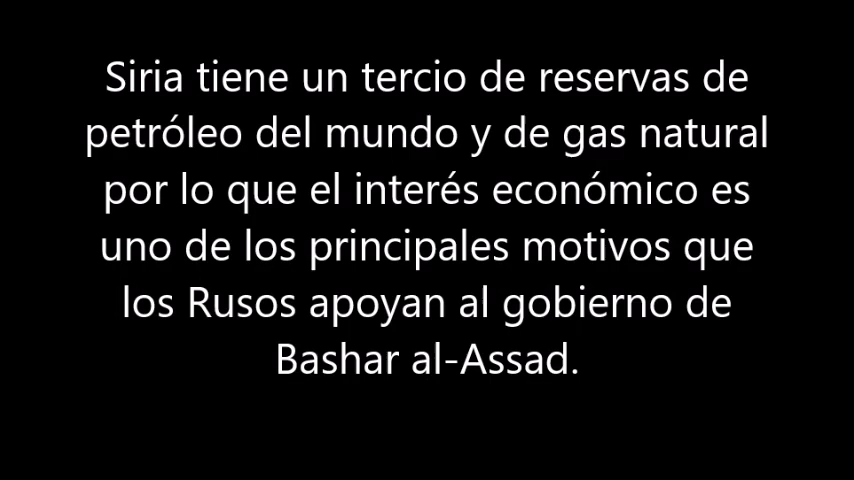 Siria tiene un tercio de reservas de
petróleo del mundo y de gas natural
por lo que el interés económico es
uno de los principales motivos que
los Rusos apoyan al gobierno de
Bashar al-Assad.